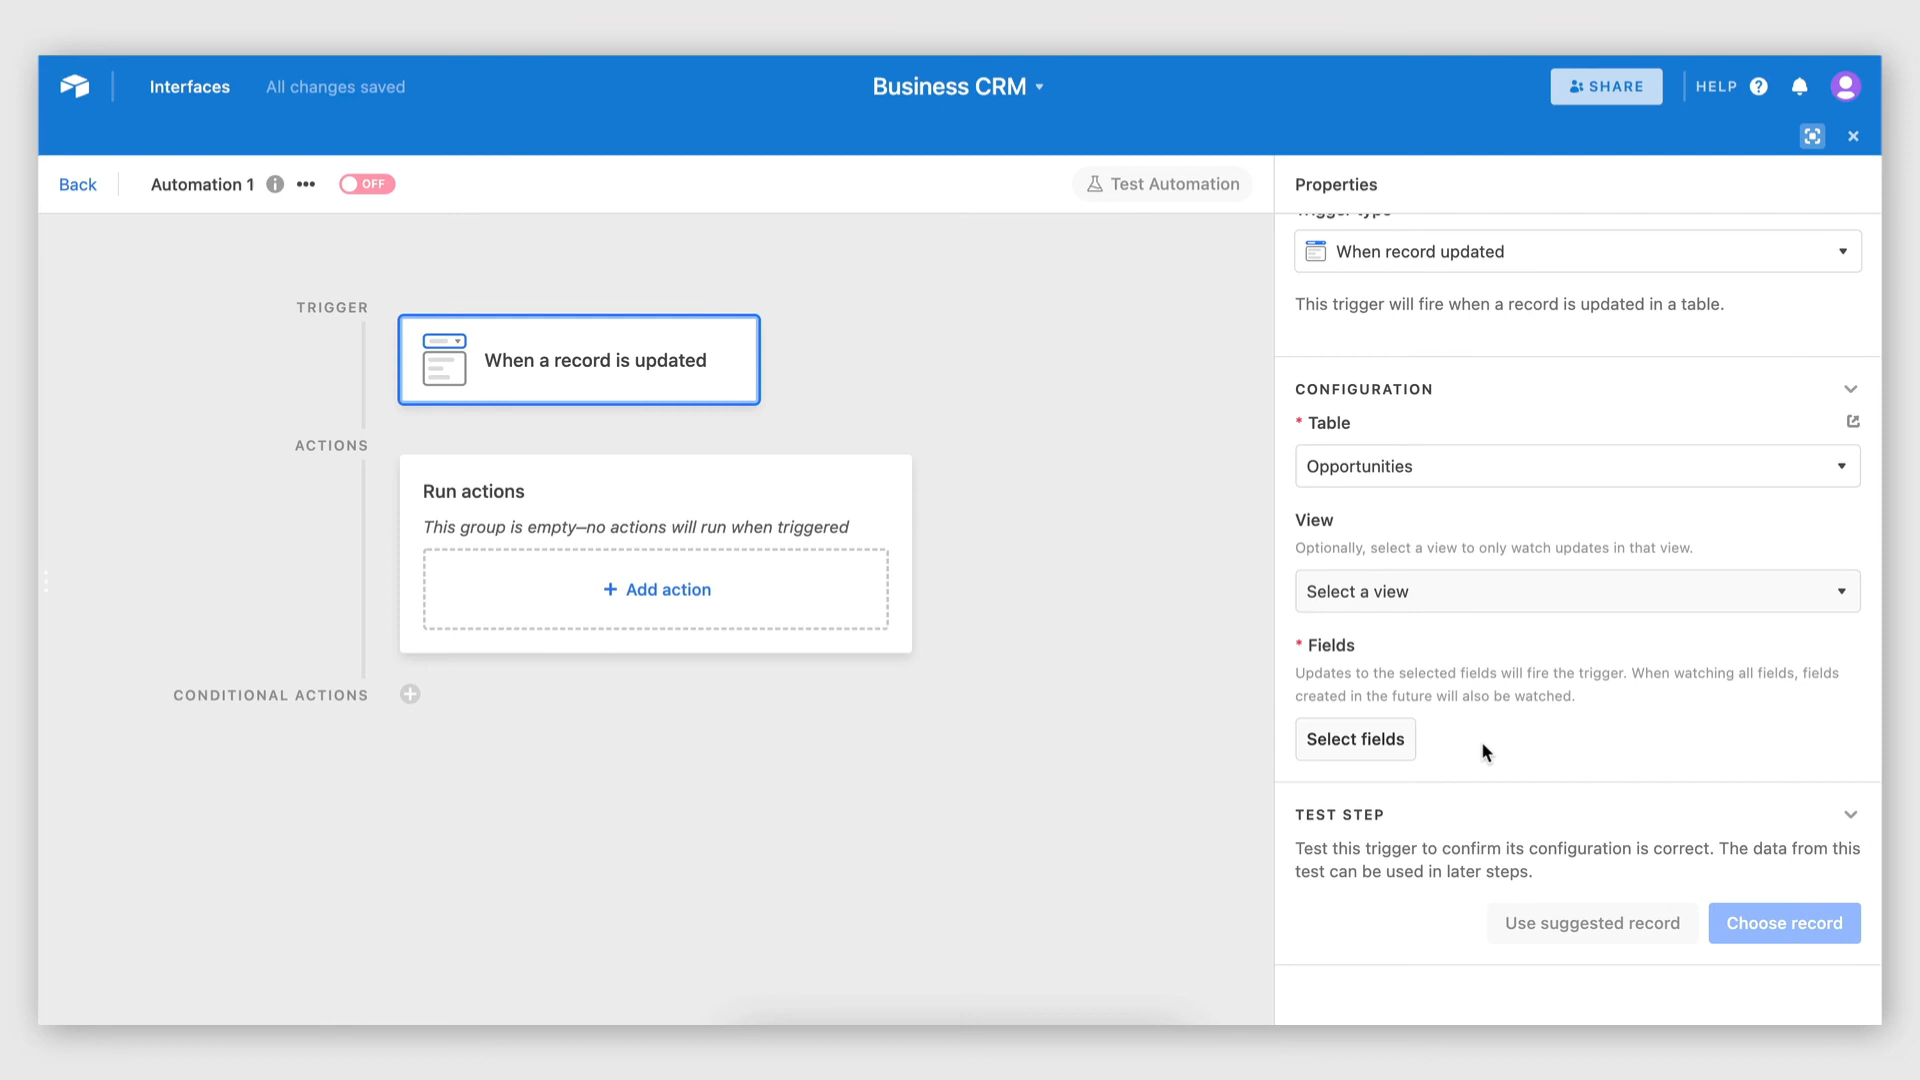 Interfaces
All changes saved
Business CRM
SHARE
HELP
Back
Automation 1
OFF
Test Automation
Properties
Trigger type
When record updated
This trigger will fire when a record is updated in a table.
TRIGGER
When a record is updated
ACTIONS
Run actions
This group is empty—no actions will run when triggered
+ Add action
CONDITIONAL ACTIONS
CONFIGURATION
* Table
Opportunities
View
Optionally, select a view to only watch updates in that view.
Select a view
* Fields
Updates to the selected fields will fire the trigger. When watching all fields, fields
created in the future will also be watched.
Select fields
TEST STEP
Test this trigger to confirm its configuration is correct. The data from this
test can be used in later steps.
Use suggested record
Choose record